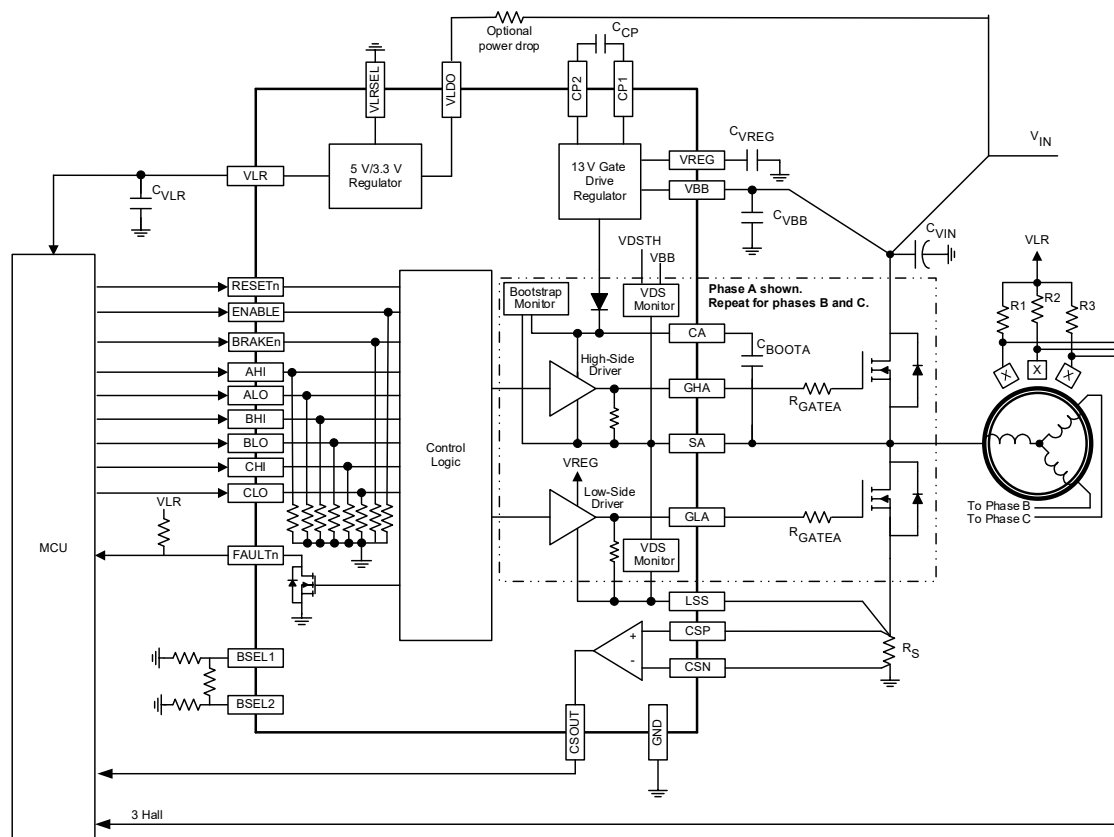 Optional
power drop
CCP
VLRSEL
VLDO
CP2
CP1
CVREG
VIN
VLR
5 V/3.3 V
Regulator
13 V Gate
Drive
Regulator
VREG
VBB
CVLR
CVBB
CVIN
VDSTH
VBB
VLR
RESETn
ENABLE
BRAKEn
AHI
ALO
BHI
BLO
CHI
CLO
Bootstrap
Monitor
VDS
Monitor
Phase A shown.
Repeat for phases B and C.
R1
R2
R3
X
X
X
CA
CBOOTA
High-Side
Driver
GHA
RGATEA
SA
Control
Logic
VREG
Low-Side
Driver
GLA
RGATEA
To Phase B
To Phase C
VLR
MCU
FAULTn
VDS
Monitor
LSS
CSP
+
CSN
-
RS
BSEL1
BSEL2
CSOUT
GND
3 Hall